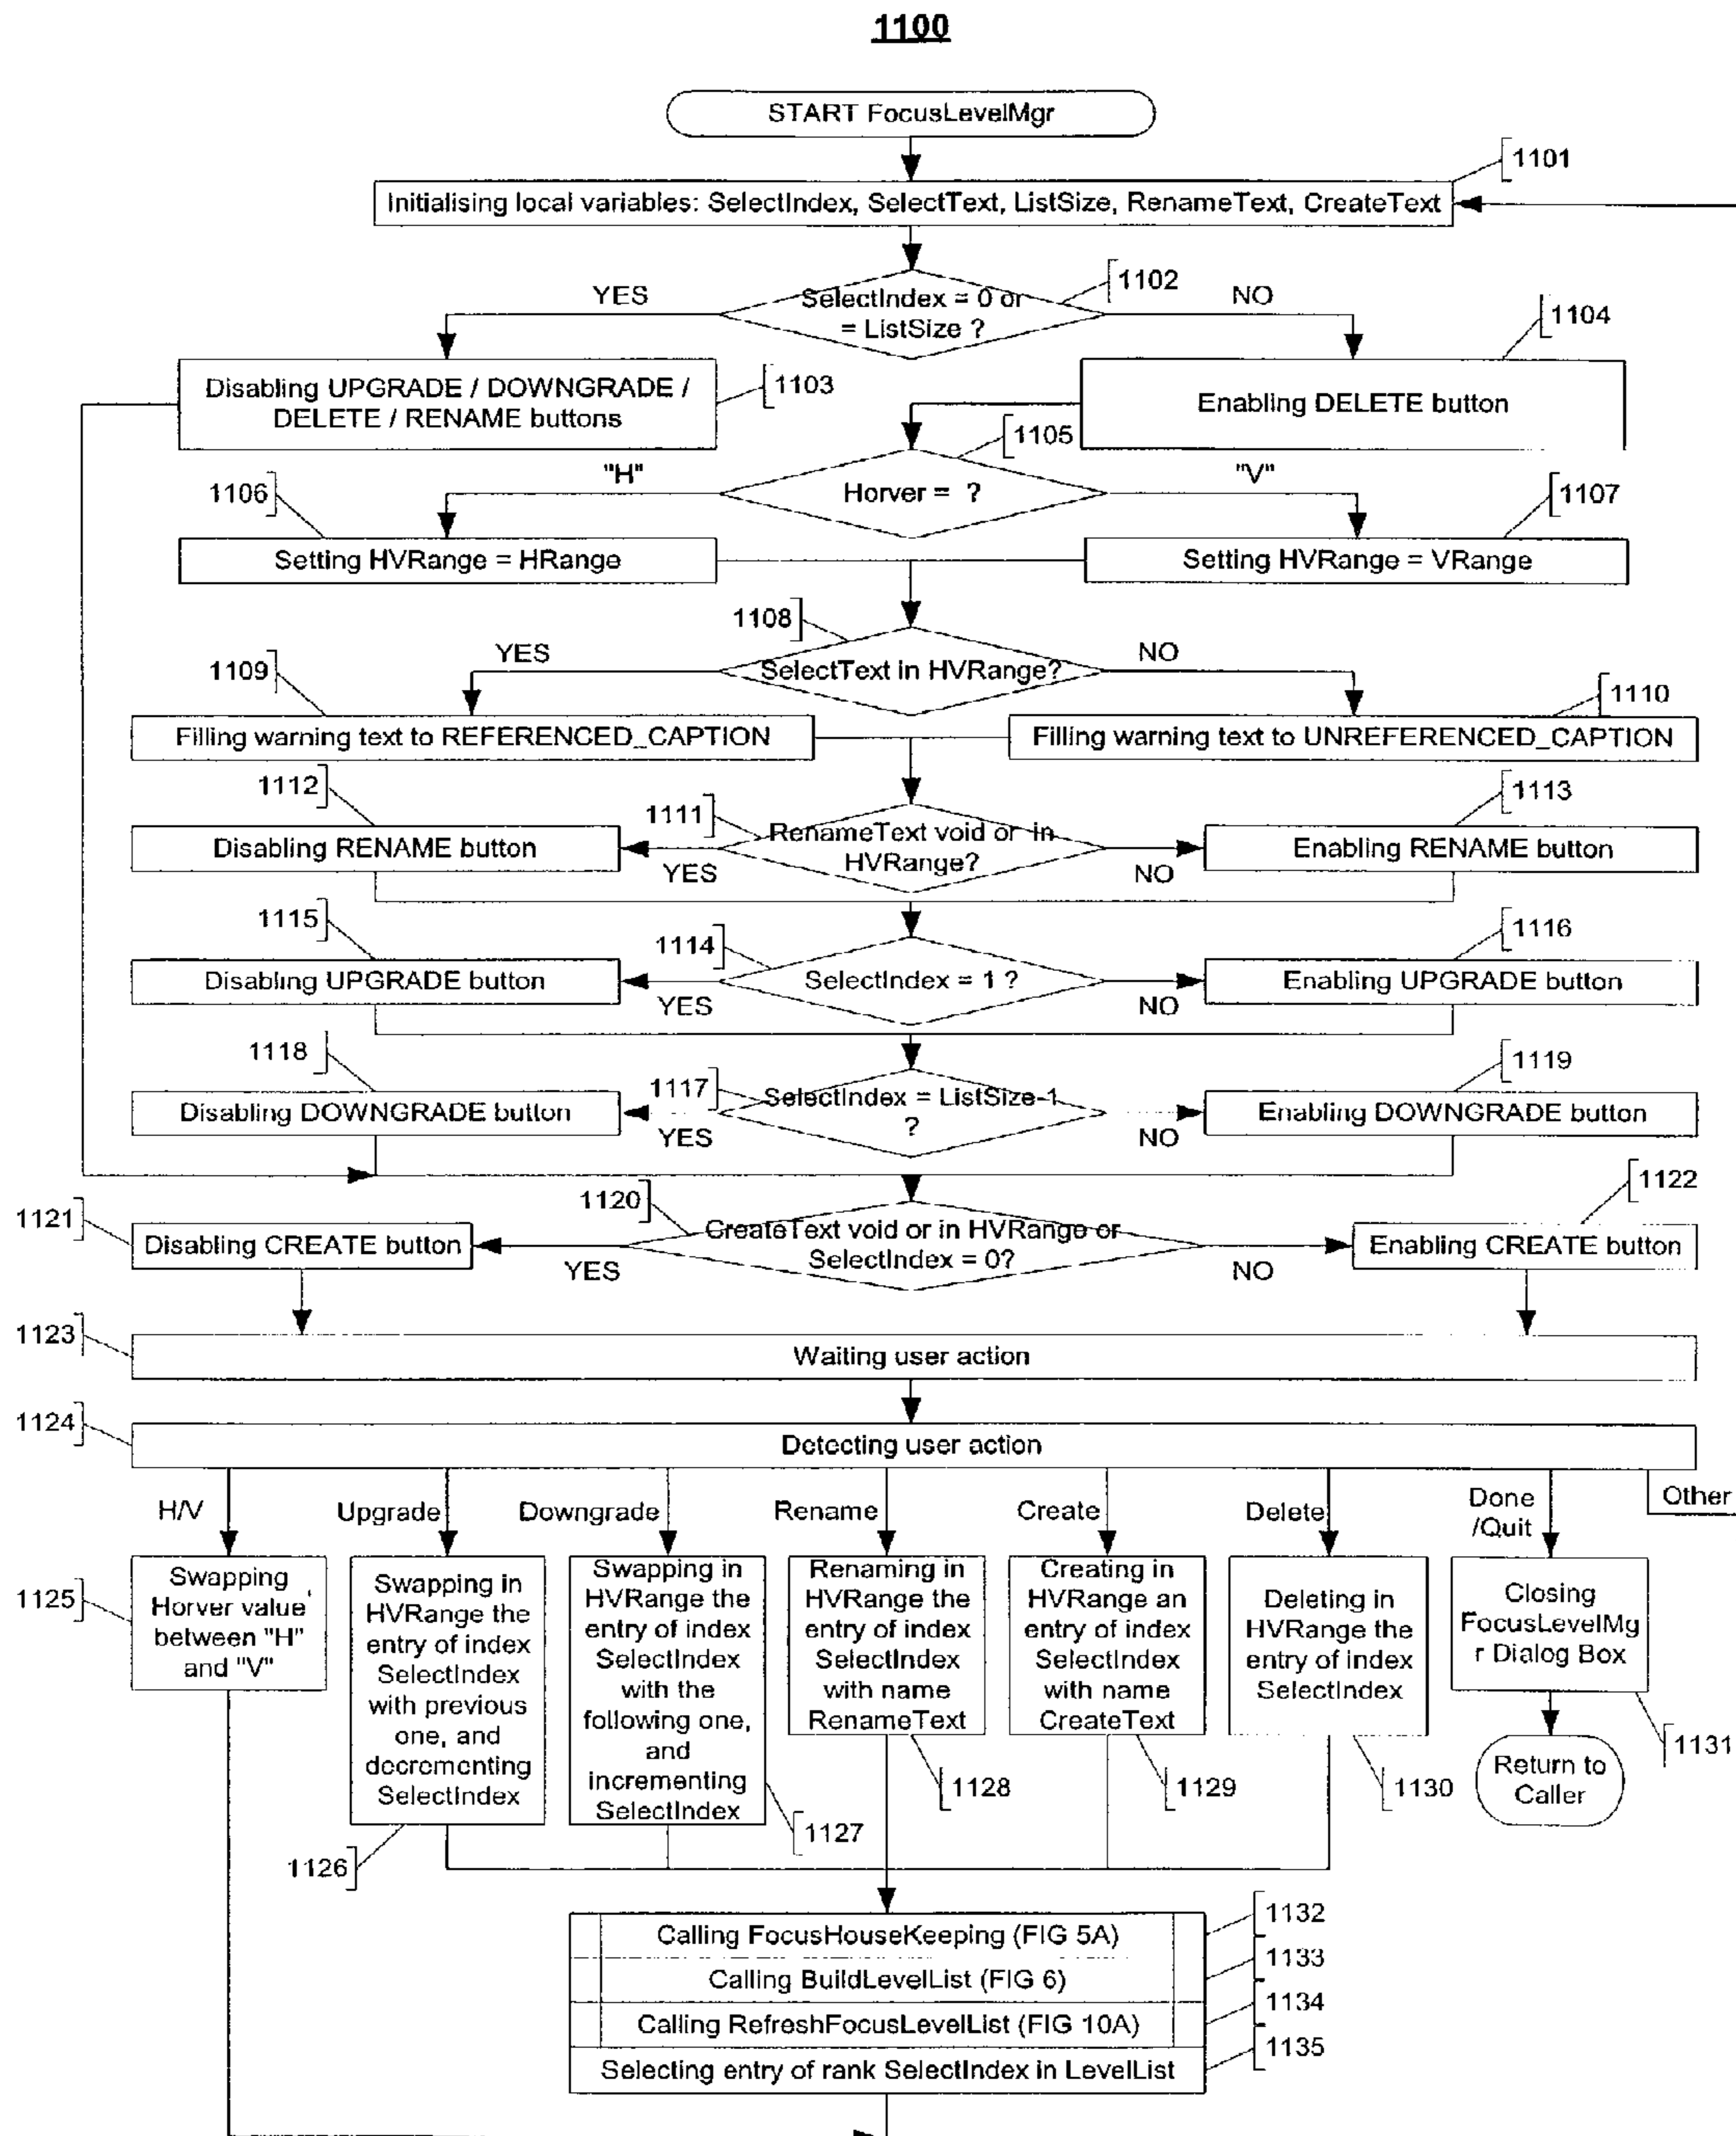 1100
START FocusLevelMgr
1101
Initialising local variables: SelectIndex, SelectText, ListSize, RenameText, CreateText
1102
YES
SelectIndex = 0 or
= ListSize ?
NO
1104
Disabling UPGRADE / DOWNGRADE /
DELETE / RENAME buttons
1103
Enabling DELETE button
1105
1106
"H"
Horver = ?
"V"
1107
Setting HVRange = HRange
Setting HVRange = VRange
1108
1109
YES
SelectText in HVRange?
NO
1110
Filling warning text to REFERENCED_CAPTION
Filling warning text to UNREFERENCED_CAPTION
1112
1111
1113
Disabling RENAME button
YES
RenameText void or in
HVRange?
NO
Enabling RENAME button
1115
1114
1116
Disabling UPGRADE button
YES
SelectIndex = 1 ?
NO
Enabling UPGRADE button
1118
1117
1119
Disabling DOWNGRADE button
YES
SelectIndex = ListSize-1
?
NO
Enabling DOWNGRADE button
1121
1120
1122
Disabling CREATE button
YES
CreateText void or in HVRange or
SelectIndex = 0?
NO
Enabling CREATE button
1123
Waiting user action
1124
Detecting user action
H/V
Upgrade
Downgrade
Rename
Create
Delete
Done
/Quit
Other
1125
Swapping
Horver value
between "H"
and "V"
Swapping in
HVRange the
entry of index
SelectIndex
with previous
one, and
decrementing
SelectIndex
1126
Swapping in
HVRange the
entry of index
SelectIndex
with the
following one,
and
incrementing
SelectIndex
1127
Renaming in
HVRange the
entry of index
SelectIndex
with name
RenameText
1128
Creating in
HVRange an
entry of index
SelectIndex
with name
CreateText
1129
Deleting in
HVRange the
entry of index
SelectIndex
1130
Closing
FocusLevelMg
r Dialog Box
1131
Return to
Caller
Calling FocusHouseKeeping (FIG 5A)
1132
Calling BuildLevelList (FIG 6)
1133
Calling RefreshFocusLevelList (FIG 10A)
1134
Selecting entry of rank SelectIndex in LevelList
1135